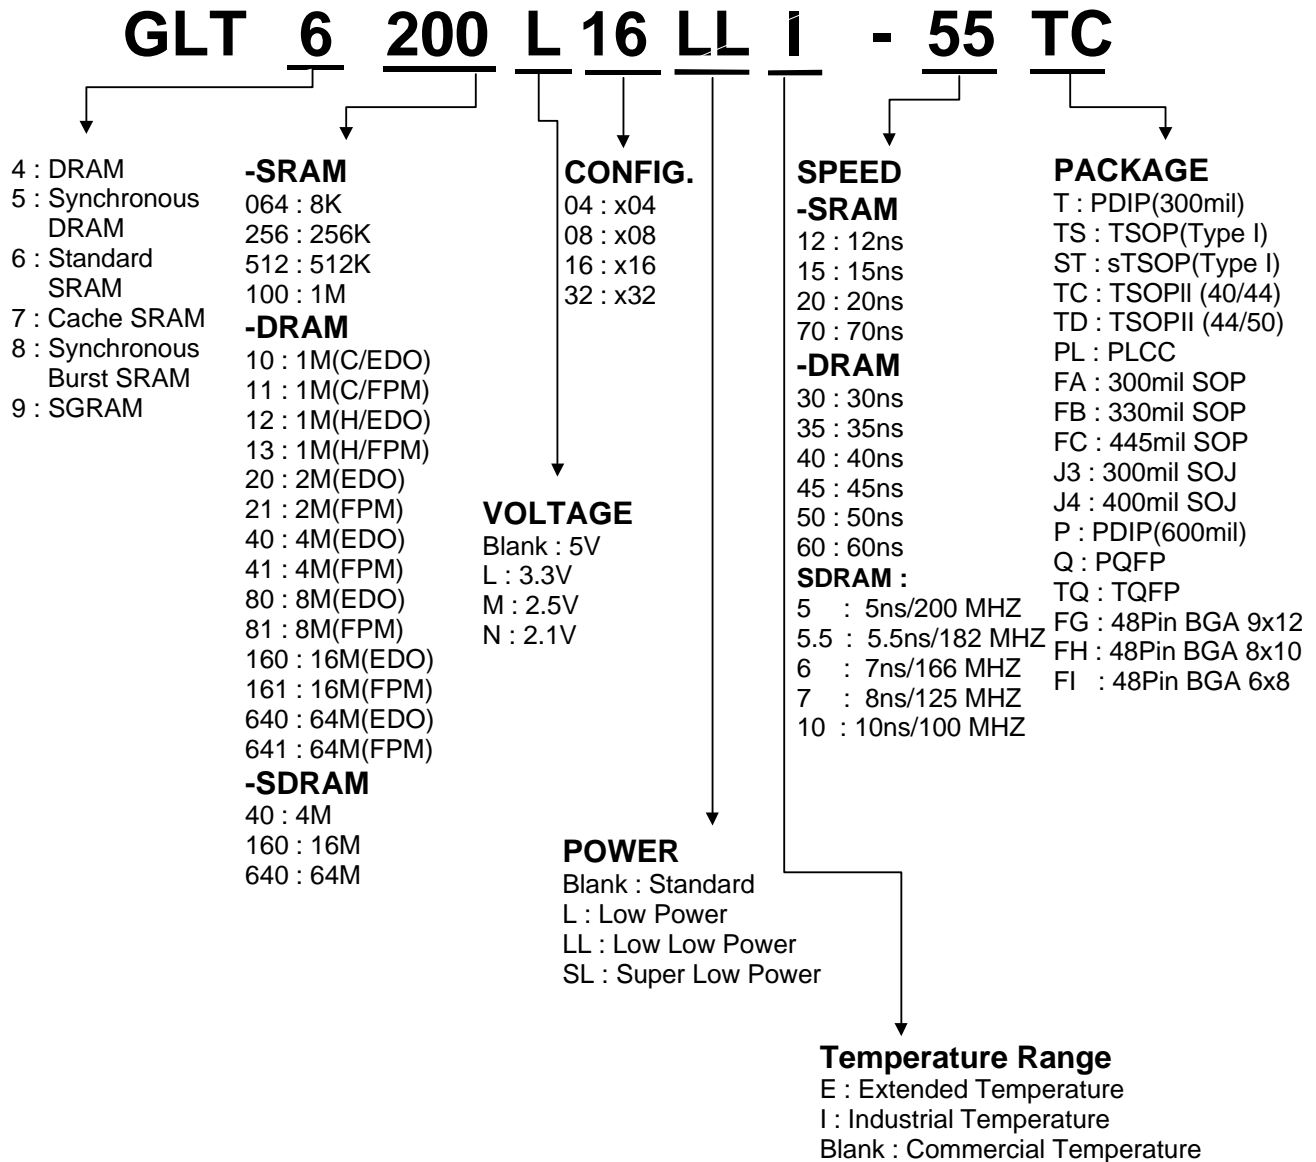 GLT 6 200 L 16 LL I - 55 TC
4 : DRAM
5 : Synchronous
DRAM
6 : Standard
SRAM
7 : Cache SRAM
8 : Synchronous
Burst SRAM
9 : SGRAM
-SRAM
064 : 8K
256 : 256K
512 : 512K
100 : 1M
-DRAM
10 : 1M(C/EDO)
11 : 1M(C/FPM)
12 : 1M(H/EDO)
13 : 1M(H/FPM)
20 : 2M(EDO)
21 : 2M(FPM)
40 : 4M(EDO)
41 : 4M(FPM)
80 : 8M(EDO)
81 : 8M(FPM)
160 : 16M(EDO)
161 : 16M(FPM)
640 : 64M(EDO)
641 : 64M(FPM)
-SDRAM
40 : 4M
160 : 16M
640 : 64M
VOLTAGE
Blank : 5V
L : 3.3V
M : 2.5V
N : 2.1V
CONFIG.
04 : x04
08 : x08
16 : x16
32 : x32
POWER
Blank : Standard
L : Low Power
LL : Low Low Power
SL : Super Low Power
SPEED
-SRAM
12 : 12ns
15 : 15ns
20 : 20ns
70 : 70ns
-DRAM
30 : 30ns
35 : 35ns
40 : 40ns
45 : 45ns
50 : 50ns
60 : 60ns
SDRAM :
5 : 5ns/200 MHZ
5.5 : 5.5ns/182 MHZ
6 : 7ns/166 MHZ
7 : 8ns/125 MHZ
10 : 10ns/100 MHZ
PACKAGE
T : PDIP(300mil)
TS : TSOP(Type I)
ST : sTSOP(Type I)
TC : TSOPII (40/44)
TD : TSOPII (44/50)
PL : PLCC
FA : 300mil SOP
FB : 330mil SOP
FC : 445mil SOP
J3 : 300mil SOJ
J4 : 400mil SOJ
P : PDIP(600mil)
Q : PQFP
TQ : TQFP
FG : 48Pin BGA 9x12
FH : 48Pin BGA 8x10
FI : 48Pin BGA 6x8
Temperature Range
E : Extended Temperature
I : Industrial Temperature
Blank : Commercial Temperature